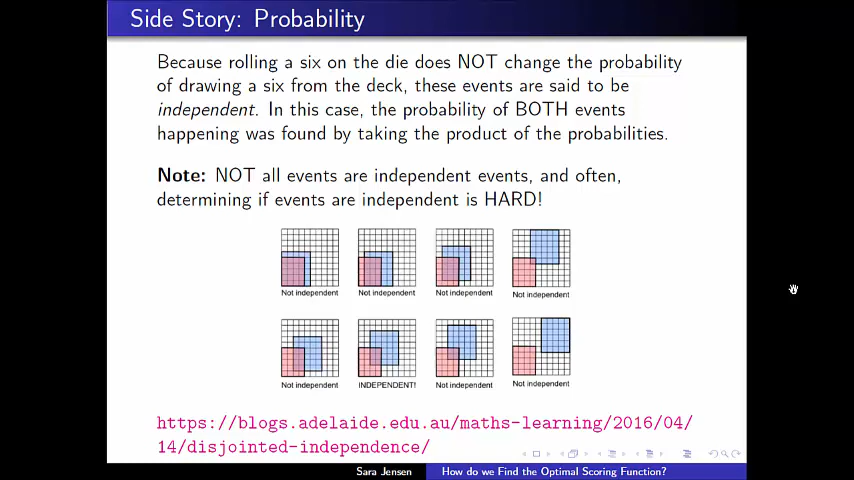 Side Story: Probability
Because rolling a six on the die does NOT change the probability
of drawing a six from the deck, these events are said to be
independent. In this case, the probability of BOTH events
happening was found by taking the product of the probabilities.
Note: NOT all events are independent events, and often,
determining if events are independent is HARD!
Not independent Not independent Not independent Not independent
Not independent INDEPENDENT! Not independent Not independent
https://blogs.adelaide.edu.au/maths-learning/2016/04/
14/disjointed-independence/
Sara Jensen How do we Find the Optimal Scoring Function?